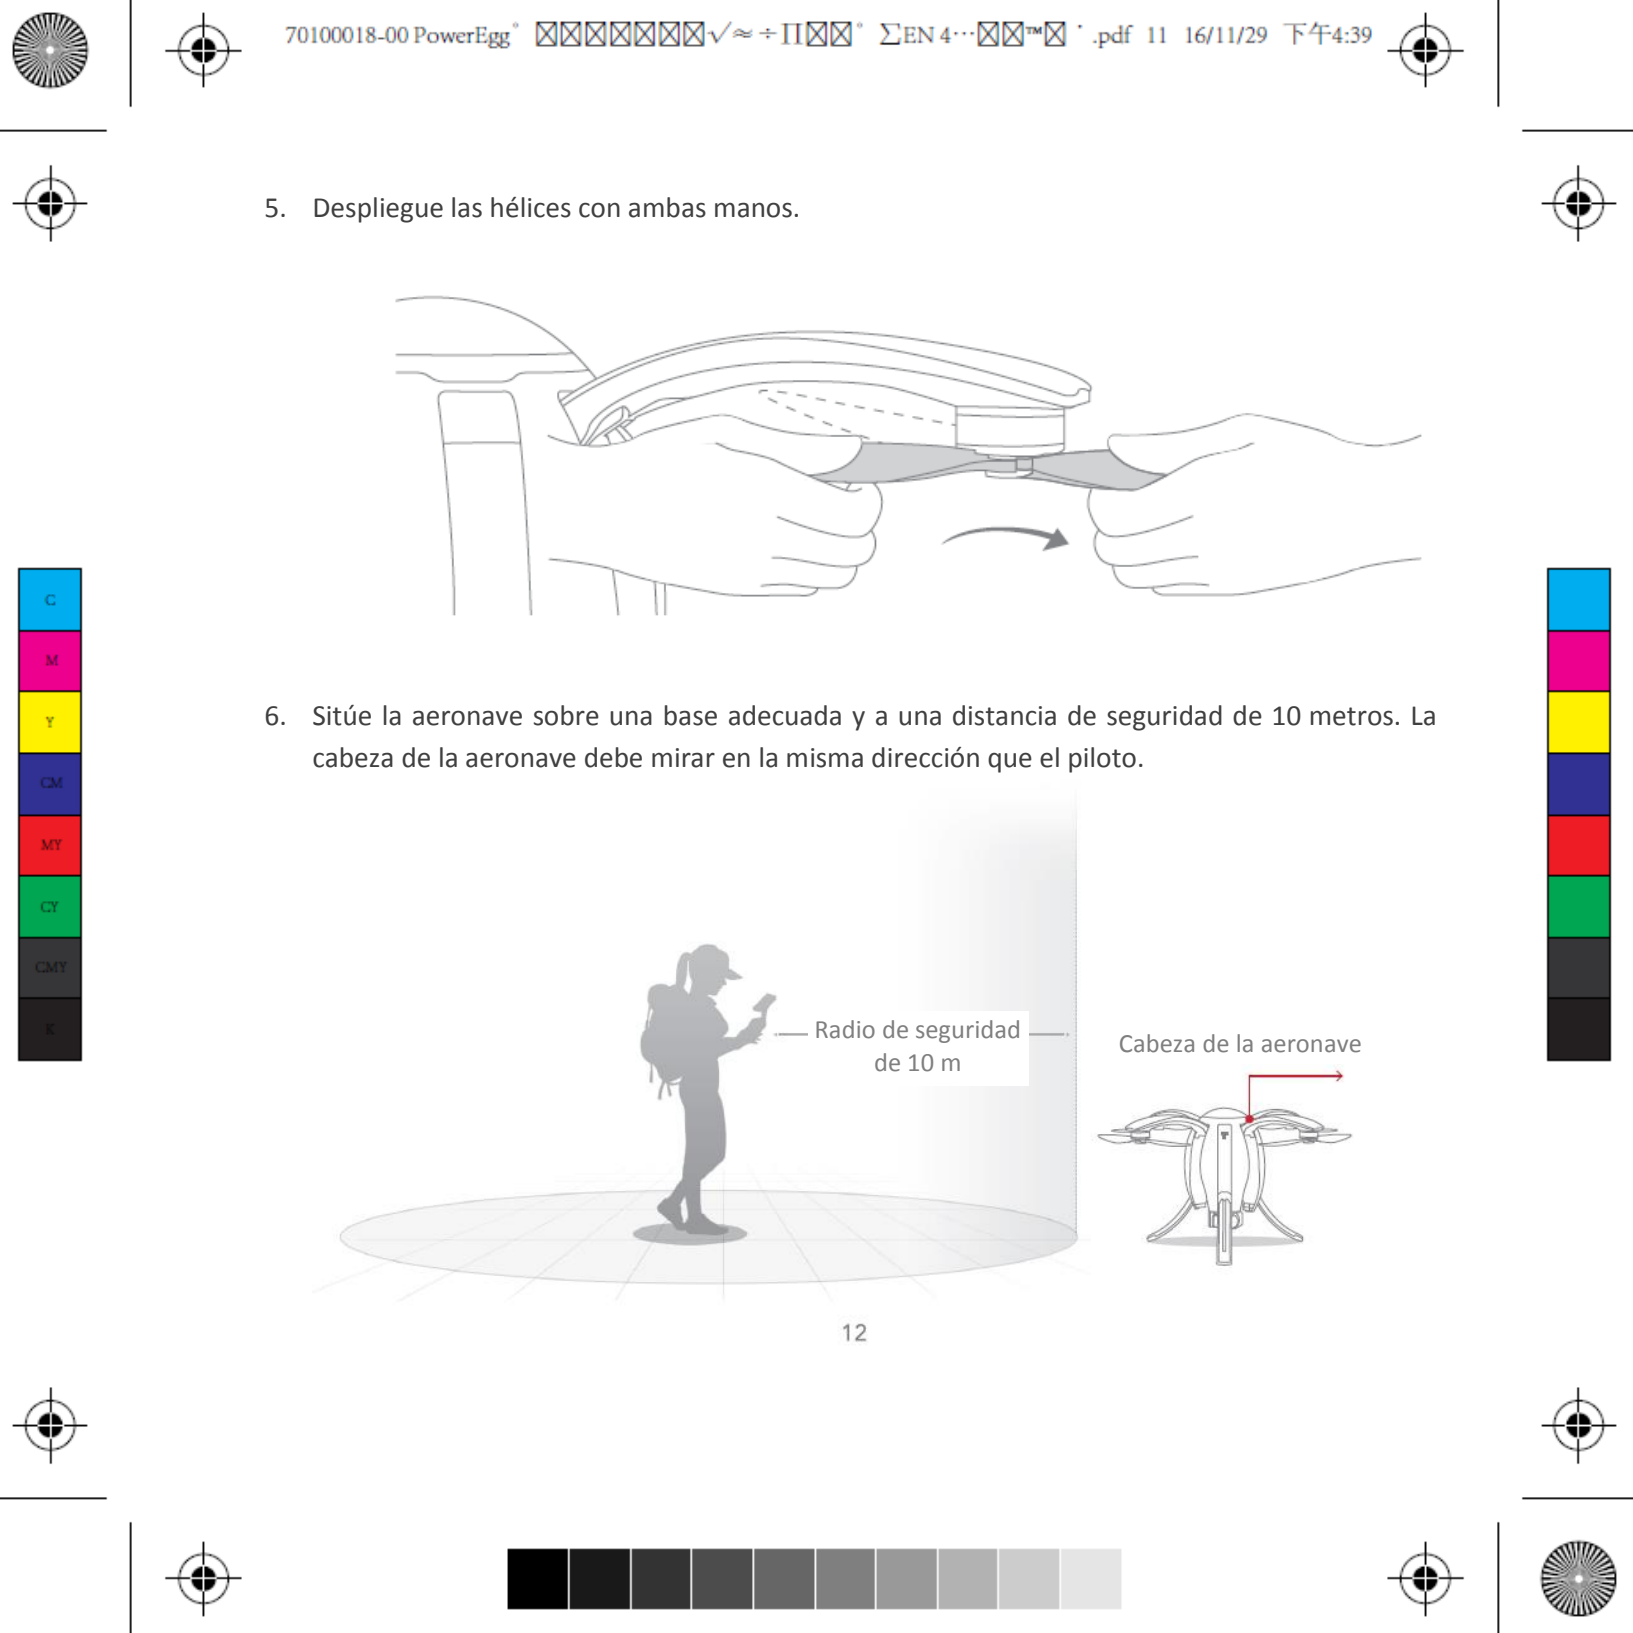 70100018-00 PowerEgg° √≈÷∏° ∑EN 4…™˙.pdf 11 16/11/29 下午4:39
5. Despliegue las hélices con ambas manos.
6. Sitúe la aeronave sobre una base adecuada y a una distancia de seguridad de 10 metros. La
cabeza de la aeronave debe mirar en la misma dirección que el piloto.
Radio de seguridad
de 10 m
Cabeza de la aeronave
12
C
M
Y
CM
MY
CY
CMY
K